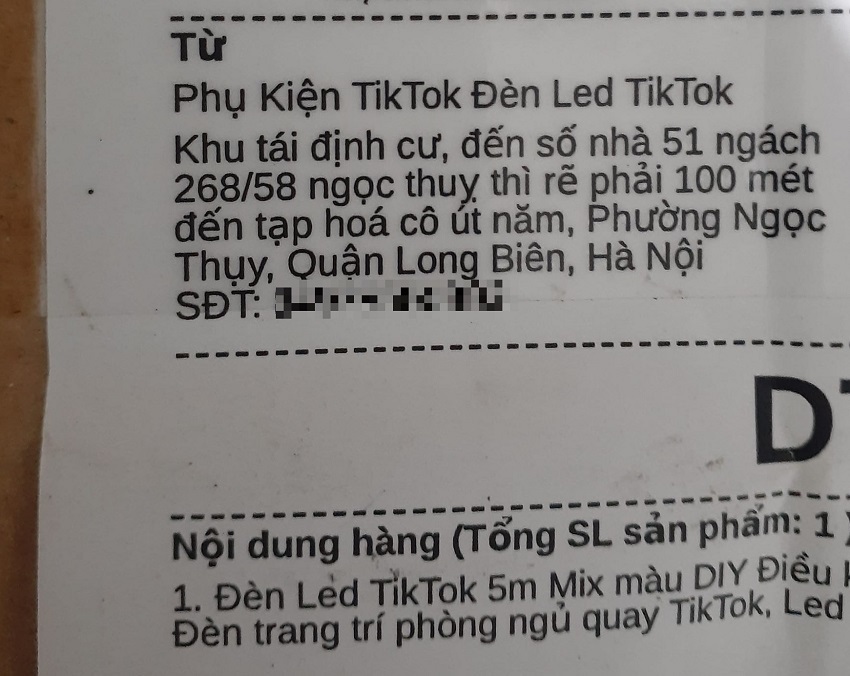 Từ
Phụ Kiện TikTok Đèn Led TikTok
Khu tái định cư, đến số nhà 51 ngách
268/58 ngọc thuỵ thì rẽ phải 100 mét
đến tạp hoá cô út năm, Phường Ngọc
Thụy, Quận Long Biên, Hà Nội
SĐT:
Nội dung hàng (Tổng SL sản phẩm: 1 )
1. Đèn Led TikTok 5m Mix màu DIY Điều
Đèn trang trí phòng ngủ quay TikTok, Led